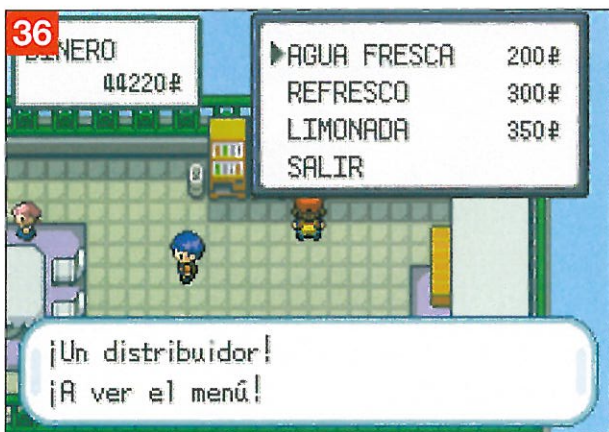 36
DINERO
44220₽
▶AGUA FRESCA 200₽
REFRESCO 300₽
LIMONADA 350₽
SALIR
¡Un distribuidor!
¡A ver el menú!